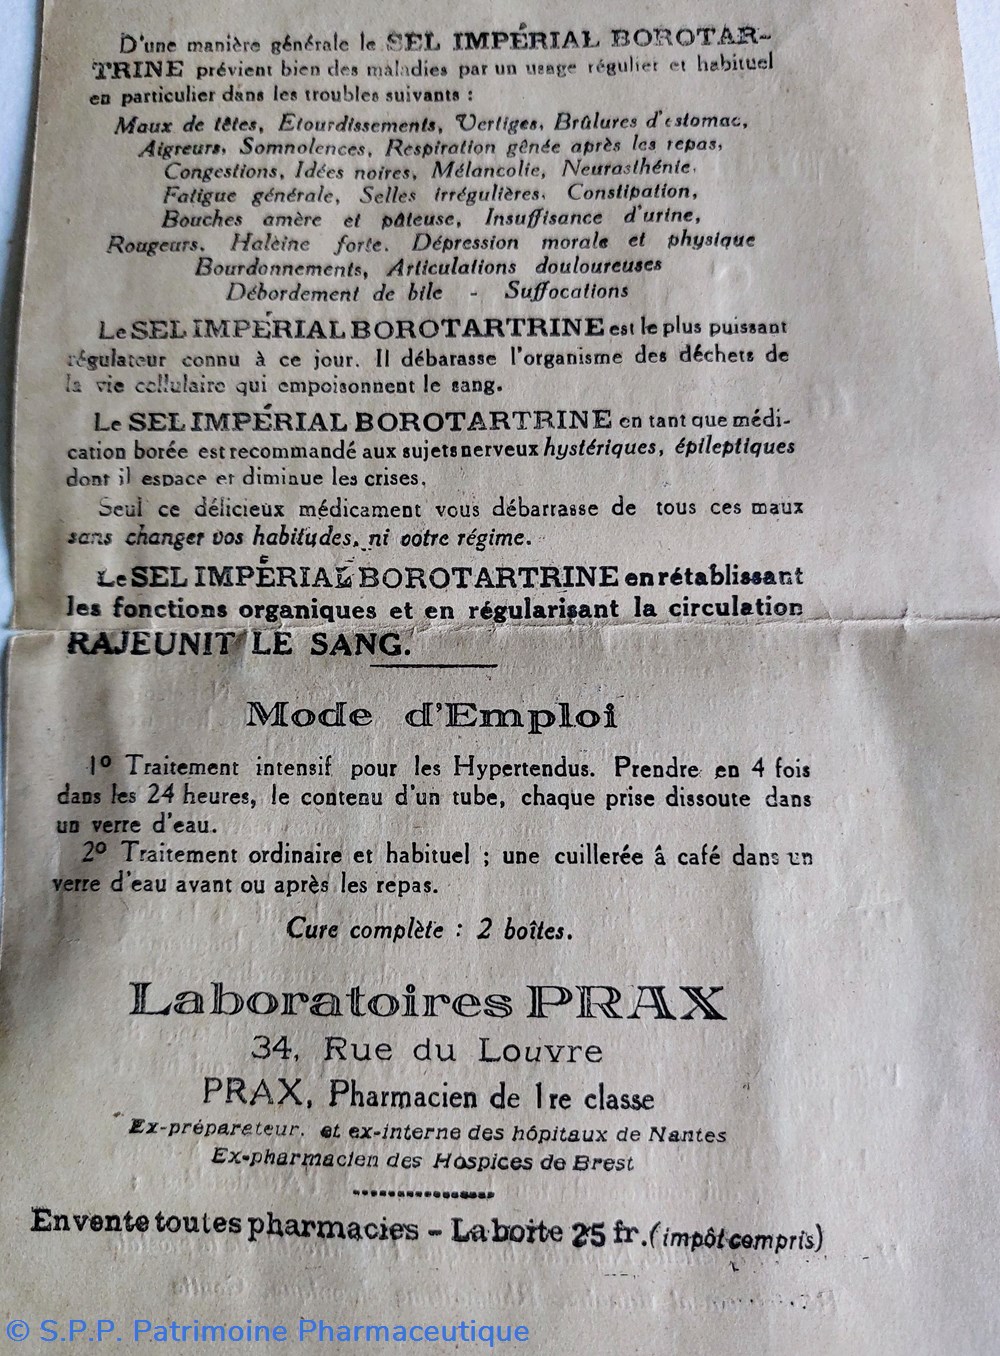 D'une manière générale le SEL IMPÉRIAL BOROTAR-
TRINE prévient bien des maladies par un usage régulier et habituel
en particulier dans les troubles suivants :
Maux de têtes, Etourdissements, Vertiges, Brûlures d'estomac,
Aigreurs, Somnolences, Respiration gênée après les repas,
Congestions, Idées noires, Mélancolie, Neurasthénie.
Fatigue générale, Selles irrégulières. Constipation,
Bouches amère et pâteuse, Insuffisance d'urine,
Rougeurs. Haleine forte. Dépression morale et physique
Bourdonnements, Articulations douloureuses
Débordement de bile - Suffocations
Le SEL IMPÉRIAL BOROTARTRINE est le plus puissant
régulateur connu à ce jour. Il débarasse l'organisme des déchets de
la vie cellulaire qui empoisonnent le sang.
Le SEL IMPÉRIAL BOROTARTRINE en tant que médi-
cation borée est recommandé aux sujets nerveux hystériques, épileptiques
dont il espace et diminue les crises.
Seul ce délicieux médicament vous débarrasse de tous ces maux
sans changer vos habitudes, ni votre régime.
Le SEL IMPÉRIAL BOROTARTRINE en rétablissant
les fonctions organiques et en régularisant la circulation
RAJEUNIT LE SANG.
Mode d'Emploi
1º Traitement intensif pour les Hypertendus. Prendre en 4 fois
dans les 24 heures, le contenu d'un tube, chaque prise dissoute dans
un verre d'eau.
2º Traitement ordinaire et habituel ; une cuillerée à café dans un
verre d'eau avant ou après les repas.
Cure complète : 2 boîtes.
Laboratoires PRAX
34, Rue du Louvre
PRAX, Pharmacien de 1re classe
Ex-prépareteur. et ex-interne des hôpitaux de Nantes
Ex-pharmacien des Hospices de Brest
En vente toutes pharmacies - La boite 25 fr. (impôt compris)
© S.P.P. Patrimoine Pharmaceutique